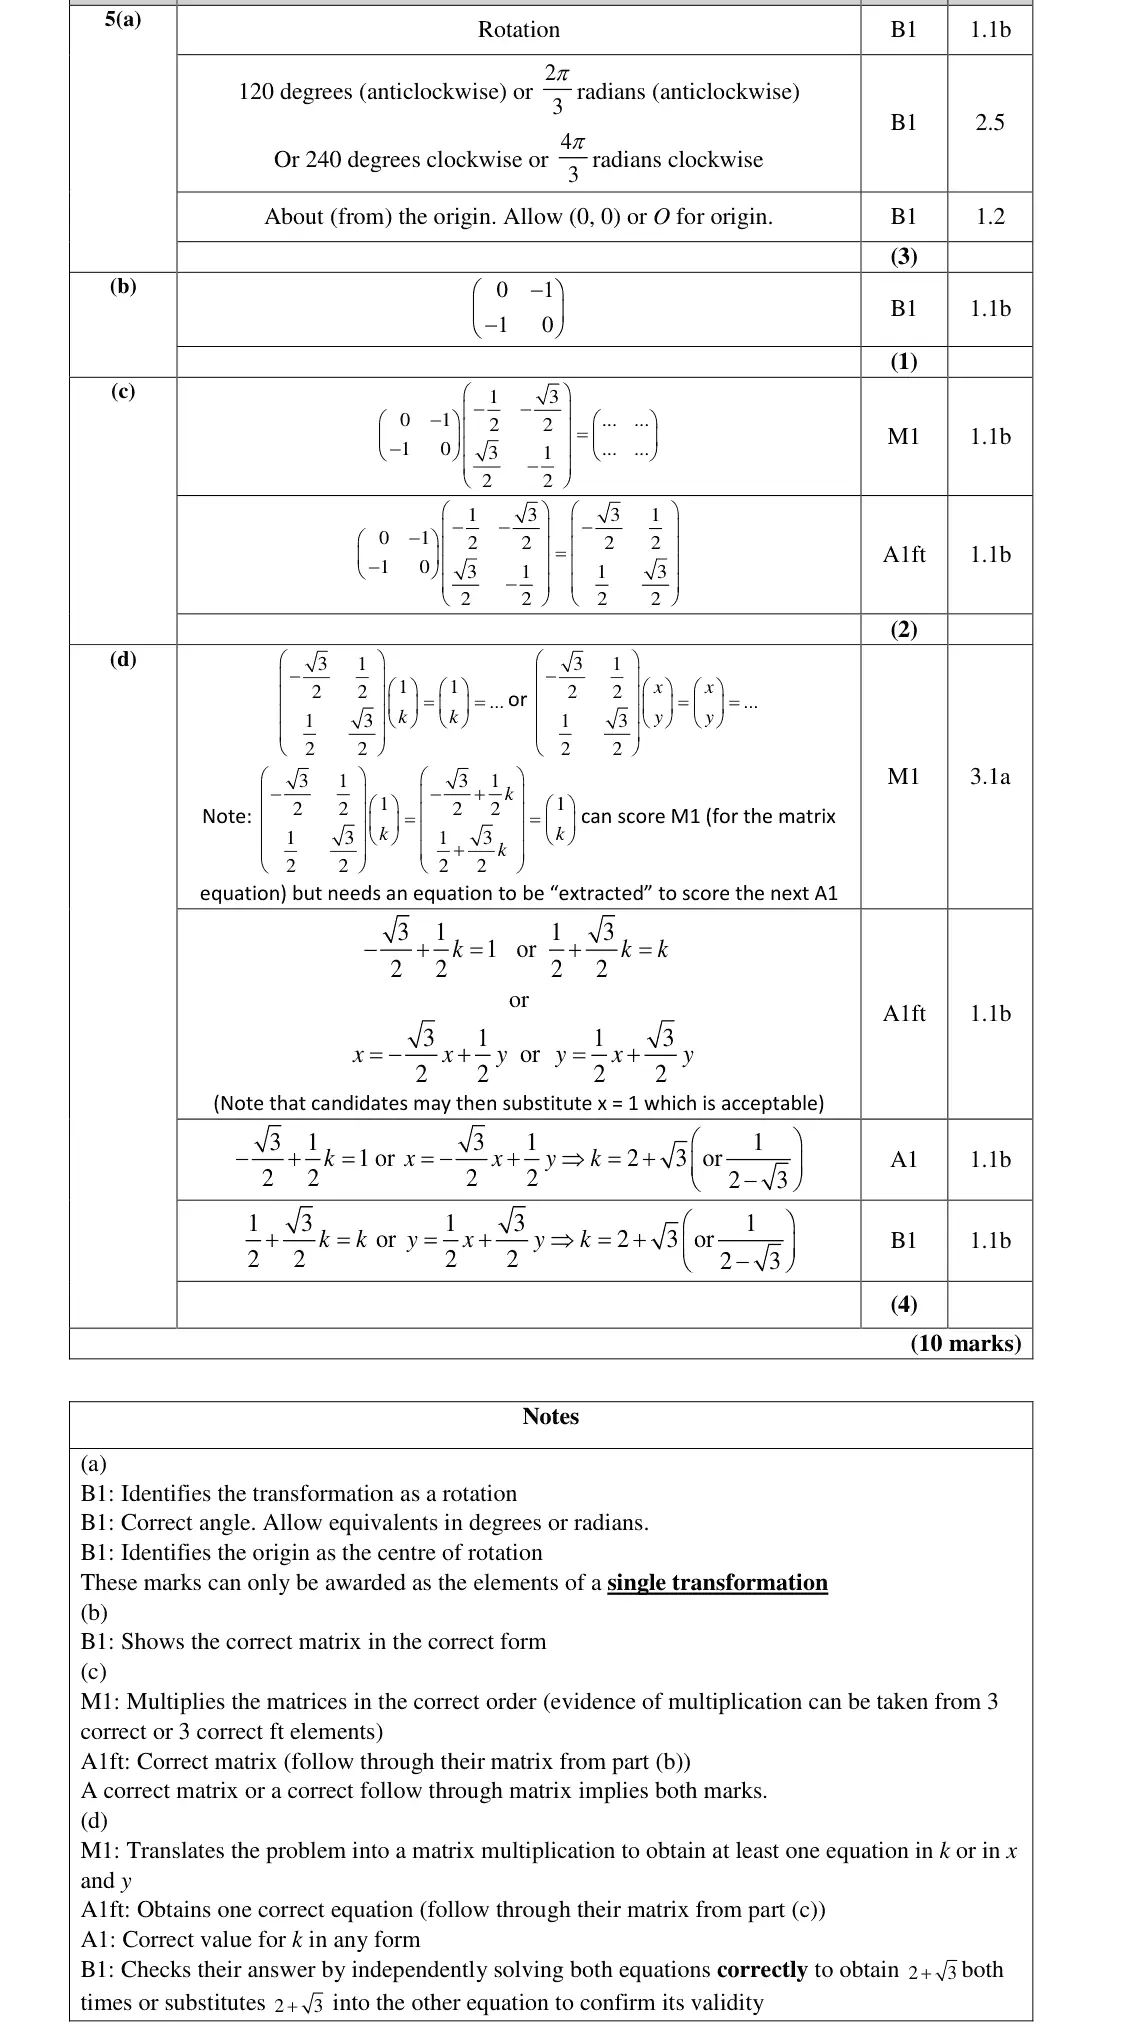 5(a) Rotation B1 1.1b
120 degrees (anticlockwise) or 2π/3 radians (anticlockwise)
Or 240 degrees clockwise or 4π/3 radians clockwise
B1 2.5
About (from) the origin. Allow (0, 0) or O for origin. B1 1.2
(3)
(b) (0 −1; −1 0) B1 1.1b
(1)
(c) (0 −1; −1 0)(−1/2 −√3/2; √3/2 −1/2) = (... ...; ... ...) M1 1.1b
(0 −1; −1 0)(−1/2 −√3/2; √3/2 −1/2) = (−√3/2 1/2; 1/2 √3/2) A1ft 1.1b
(2)
(d) (−√3/2 1/2; 1/2 √3/2)(1; k) = (1; k) = ... or (−√3/2 1/2; 1/2 √3/2)(x; y) = (x; y) = ...
Note: (−√3/2 1/2; 1/2 √3/2)(1; k) = (−√3/2 + 1/2 k; 1/2 + √3/2 k) = (1; k) can score M1 (for the matrix
equation) but needs an equation to be “extracted” to score the next A1
M1 3.1a
−√3/2 + 1/2 k = 1 or 1/2 + √3/2 k = k
or
x = −√3/2 x + 1/2 y or y = 1/2 x + √3/2 y
(Note that candidates may then substitute x = 1 which is acceptable)
A1ft 1.1b
−√3/2 + 1/2 k = 1 or x = −√3/2 x + 1/2 y ⇒ k = 2 + √3 (or 1/(2 − √3)) A1 1.1b
1/2 + √3/2 k = k or y = 1/2 x + √3/2 y ⇒ k = 2 + √3 (or 1/(2 − √3)) B1 1.1b
(4)
(10 marks)
Notes
(a)
B1: Identifies the transformation as a rotation
B1: Correct angle. Allow equivalents in degrees or radians.
B1: Identifies the origin as the centre of rotation
These marks can only be awarded as the elements of a single transformation
(b)
B1: Shows the correct matrix in the correct form
(c)
M1: Multiplies the matrices in the correct order (evidence of multiplication can be taken from 3
correct or 3 correct ft elements)
A1ft: Correct matrix (follow through their matrix from part (b))
A correct matrix or a correct follow through matrix implies both marks.
(d)
M1: Translates the problem into a matrix multiplication to obtain at least one equation in k or in x
and y
A1ft: Obtains one correct equation (follow through their matrix from part (c))
A1: Correct value for k in any form
B1: Checks their answer by independently solving both equations correctly to obtain 2 + √3 both
times or substitutes 2 + √3 into the other equation to confirm its validity